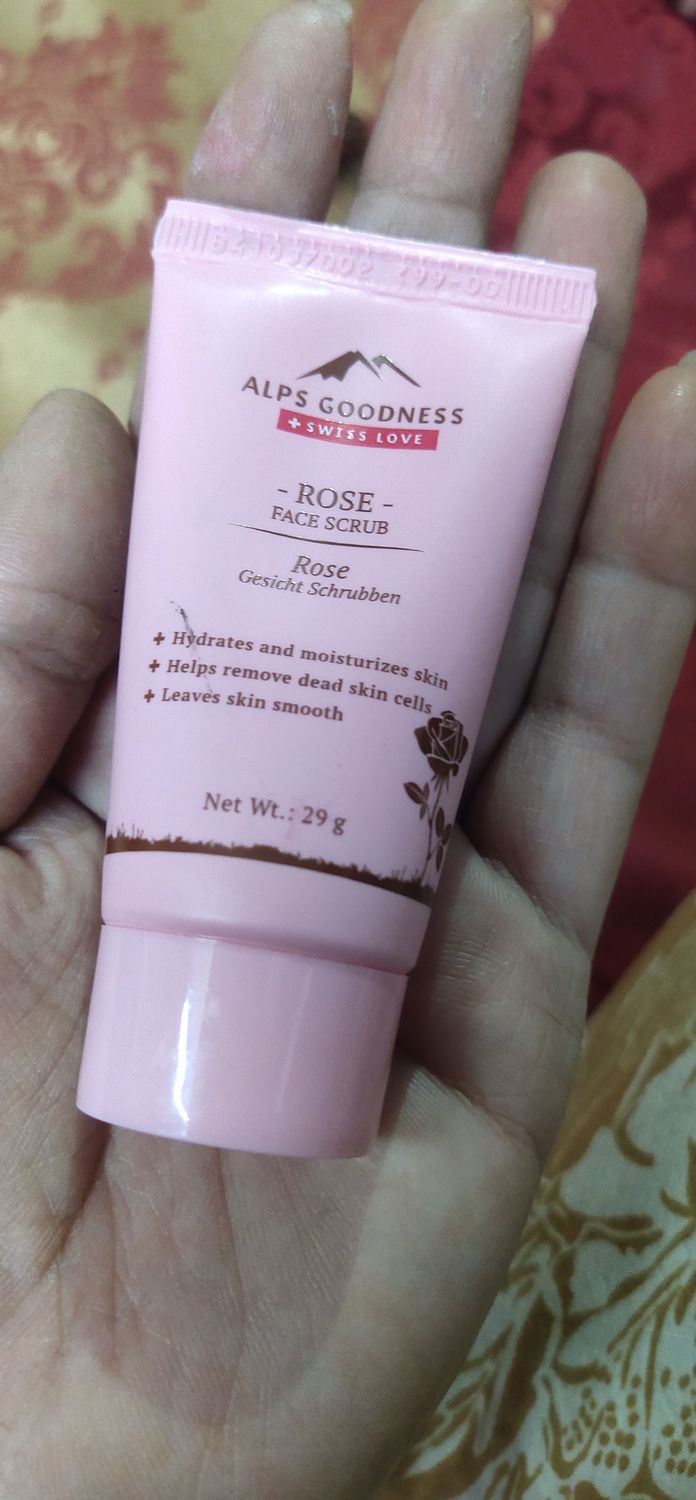 ALPS GOODNESS
SWISS LOVE
- ROSE -
FACE SCRUB
Rose
Gesicht Schrubben
Hydrates and moisturizes skin
Helps remove dead skin cells
Leaves skin smooth
Net Wt.: 29 g